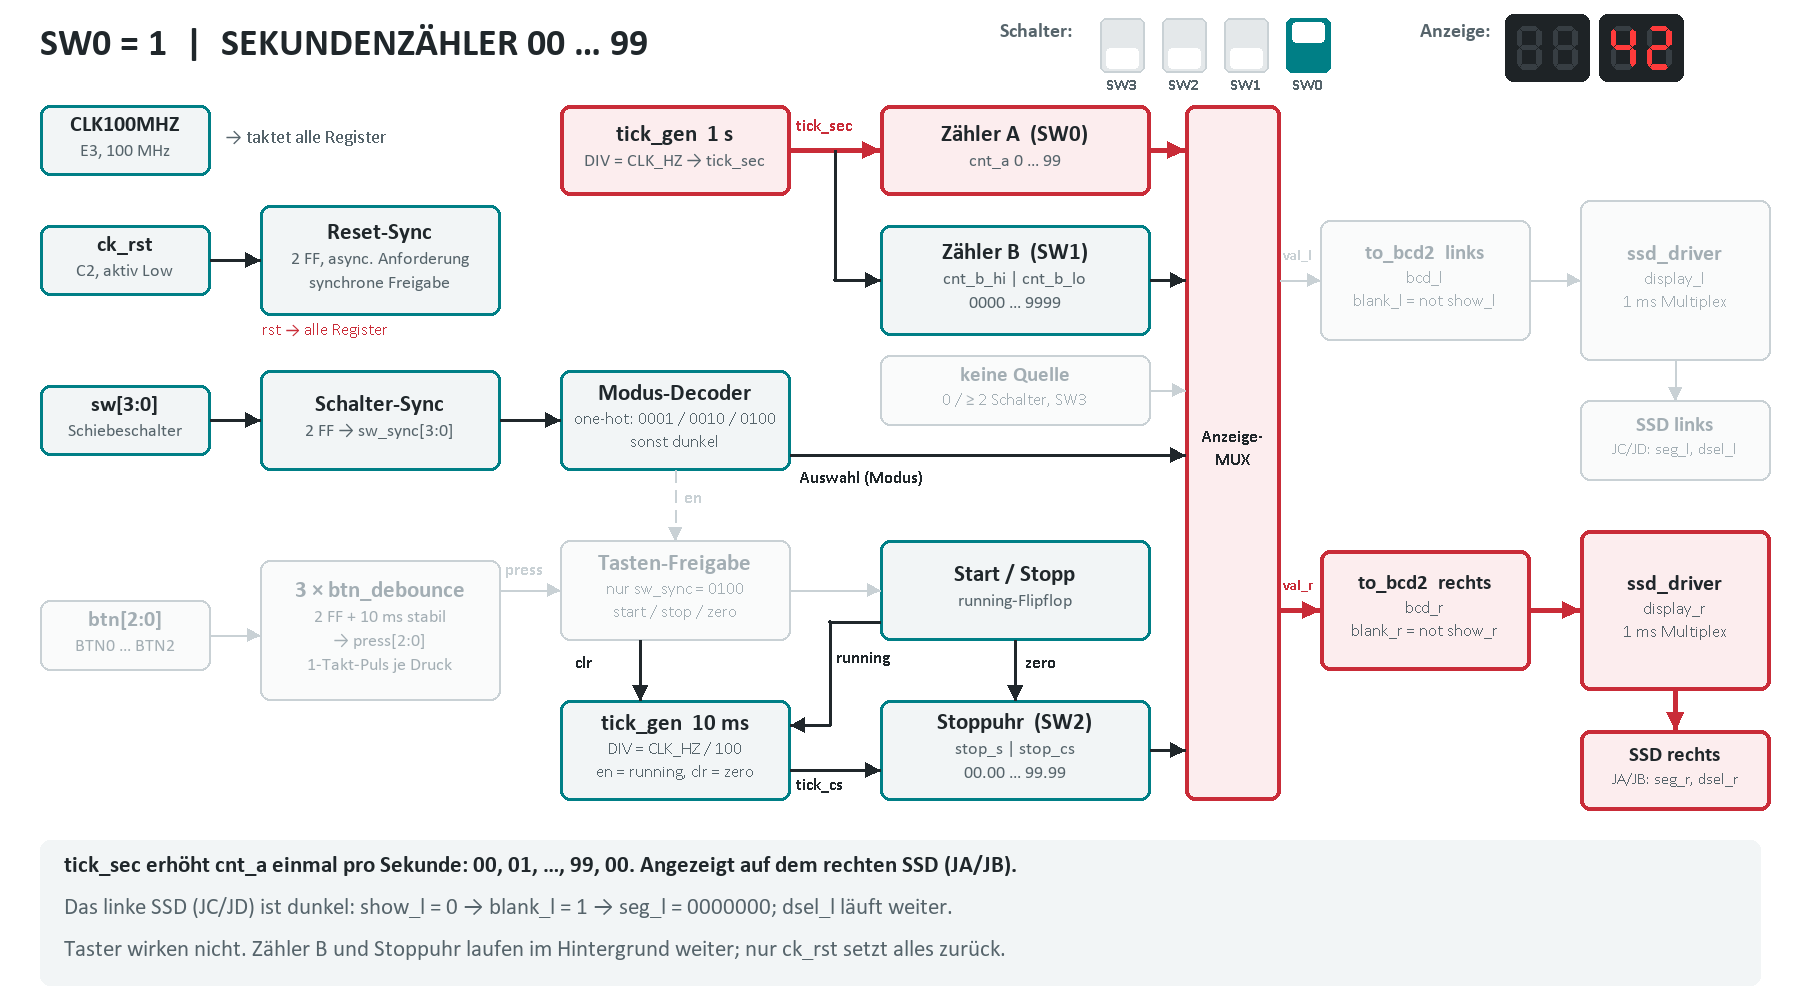 SW0 = 1 | SEKUNDENZÄHLER 00 ... 99
Schalter:
SW3
SW2
SW1
SW0
Anzeige:
88
42
CLK100MHZ
E3, 100 MHz
→ taktet alle Register
tick_gen 1 s
DIV = CLK_HZ → tick_sec
tick_sec
Zähler A (SW0)
cnt_a 0 ... 99
ck_rst
C2, aktiv Low
Reset-Sync
2 FF, async. Anforderung
synchrone Freigabe
rst → alle Register
Zähler B (SW1)
cnt_b_hi | cnt_b_lo
0000 ... 9999
val_l
to_bcd2 links
bcd_l
blank_l = not show_l
ssd_driver
display_l
1 ms Multiplex
keine Quelle
0 / ≥ 2 Schalter, SW3
sw[3:0]
Schiebeschalter
Schalter-Sync
2 FF → sw_sync[3:0]
Modus-Decoder
one-hot: 0001 / 0010 / 0100
sonst dunkel
Auswahl (Modus)
Anzeige-
MUX
SSD links
JC/JD: seg_l, dsel_l
en
btn[2:0]
BTN0 ... BTN2
3 × btn_debounce
2 FF + 10 ms stabil
→ press[2:0]
1-Takt-Puls je Druck
press
Tasten-Freigabe
nur sw_sync = 0100
start / stop / zero
Start / Stopp
running-Flipflop
val_r
to_bcd2 rechts
bcd_r
blank_r = not show_r
ssd_driver
display_r
1 ms Multiplex
clr
running
zero
tick_gen 10 ms
DIV = CLK_HZ / 100
en = running, clr = zero
tick_cs
Stoppuhr (SW2)
stop_s | stop_cs
00.00 ... 99.99
SSD rechts
JA/JB: seg_r, dsel_r
tick_sec erhöht cnt_a einmal pro Sekunde: 00, 01, ..., 99, 00. Angezeigt auf dem rechten SSD (JA/JB).
Das linke SSD (JC/JD) ist dunkel: show_l = 0 → blank_l = 1 → seg_l = 0000000; dsel_l läuft weiter.
Taster wirken nicht. Zähler B und Stoppuhr laufen im Hintergrund weiter; nur ck_rst setzt alles zurück.